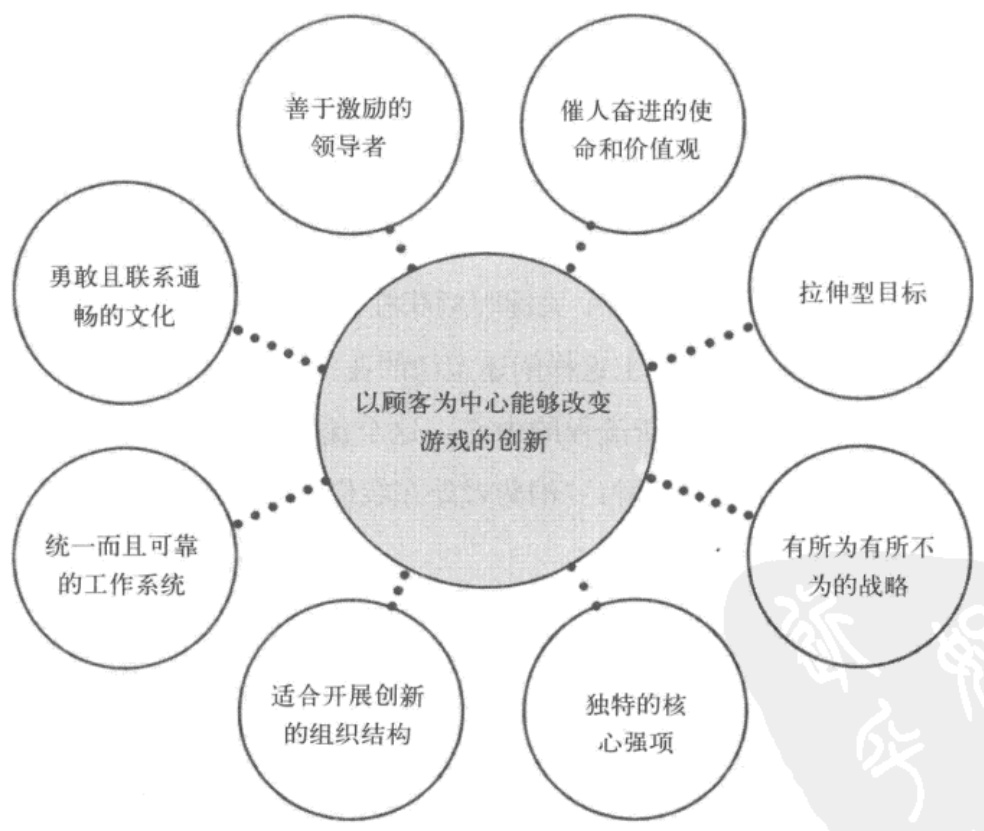 善于激励的
领导者
催人奋进的使
命和价值观
勇敢且联系通
畅的文化
拉伸型目标
以顾客为中心能够改变
游戏的创新
统一而且可靠
的工作系统
有所为有所不
为的战略
适合开展创新
的组织结构
独特的核
心强项